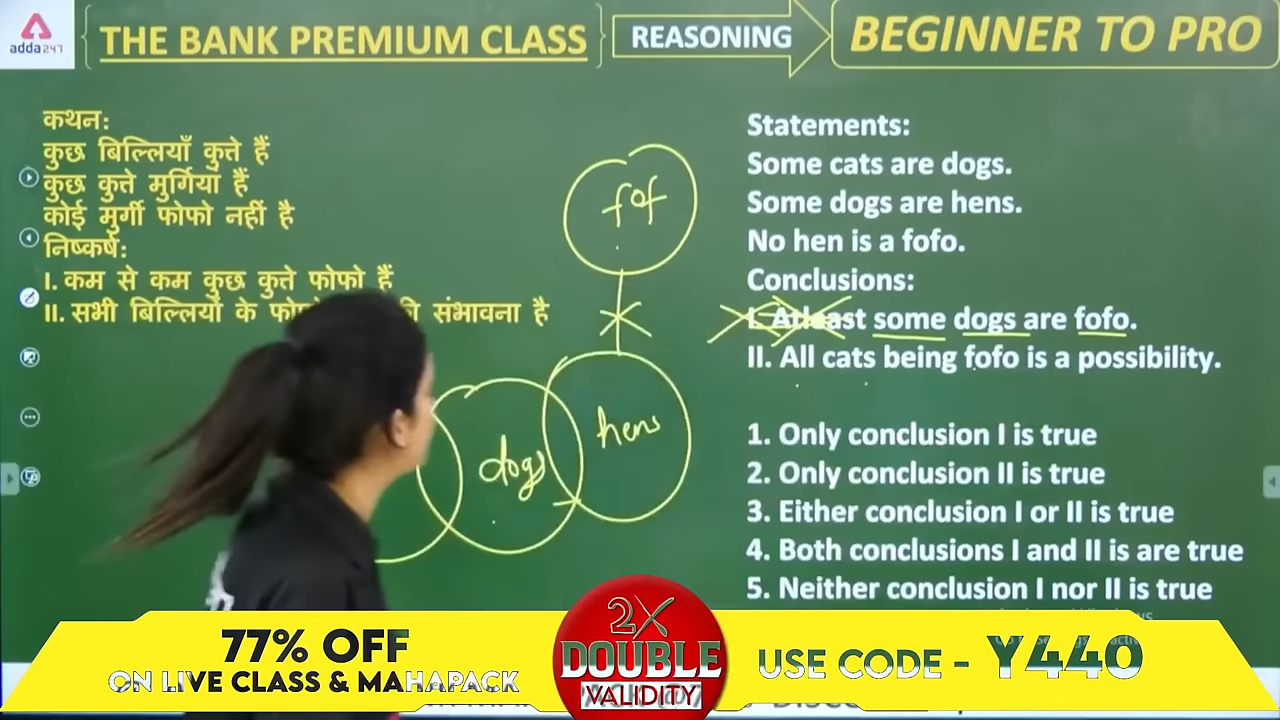 adda247
THE BANK PREMIUM CLASS
REASONING
BEGINNER TO PRO
कथन:
कुछ बिल्लियाँ कुत्ते हैं
कुछ कुत्ते मुर्गियां हैं
कोई मुर्गी फोफो नहीं है
निष्कर्ष:
I. कम से कम कुछ कुत्ते फोफो हैं
II. सभी बिल्लियों के संभावना है
fof
dogs
hens
Statements:
Some cats are dogs.
Some dogs are hens.
No hen is a fofo.
Conclusions:
I. Atleast some dogs are fofo.
II. All cats being fofo is a possibility.
1. Only conclusion I is true
2. Only conclusion II is true
3. Either conclusion I or II is true
4. Both conclusions I and II is are true
5. Neither conclusion I nor II is true
77% OFF
ON LIVE CLASS & MAHAPACK
2X
DOUBLE
VALIDITY
USE CODE - Y440